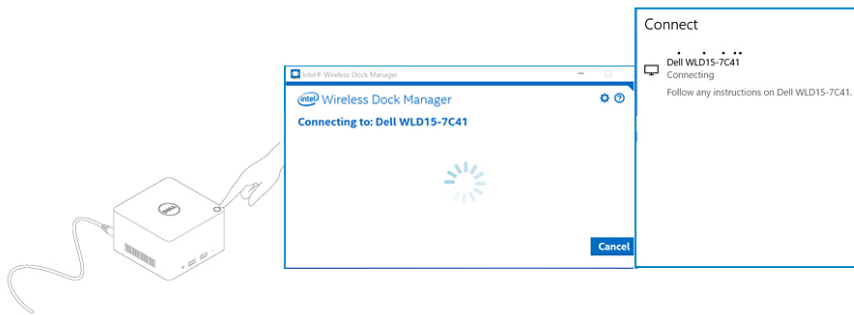 DELL
Intel® Wireless Dock Manager
intel Wireless Dock Manager
Connecting to: Dell WLD15-7C41
Cancel
Connect
Dell WLD15-7C41
Connecting
Follow any instructions on Dell WLD15-7C41.